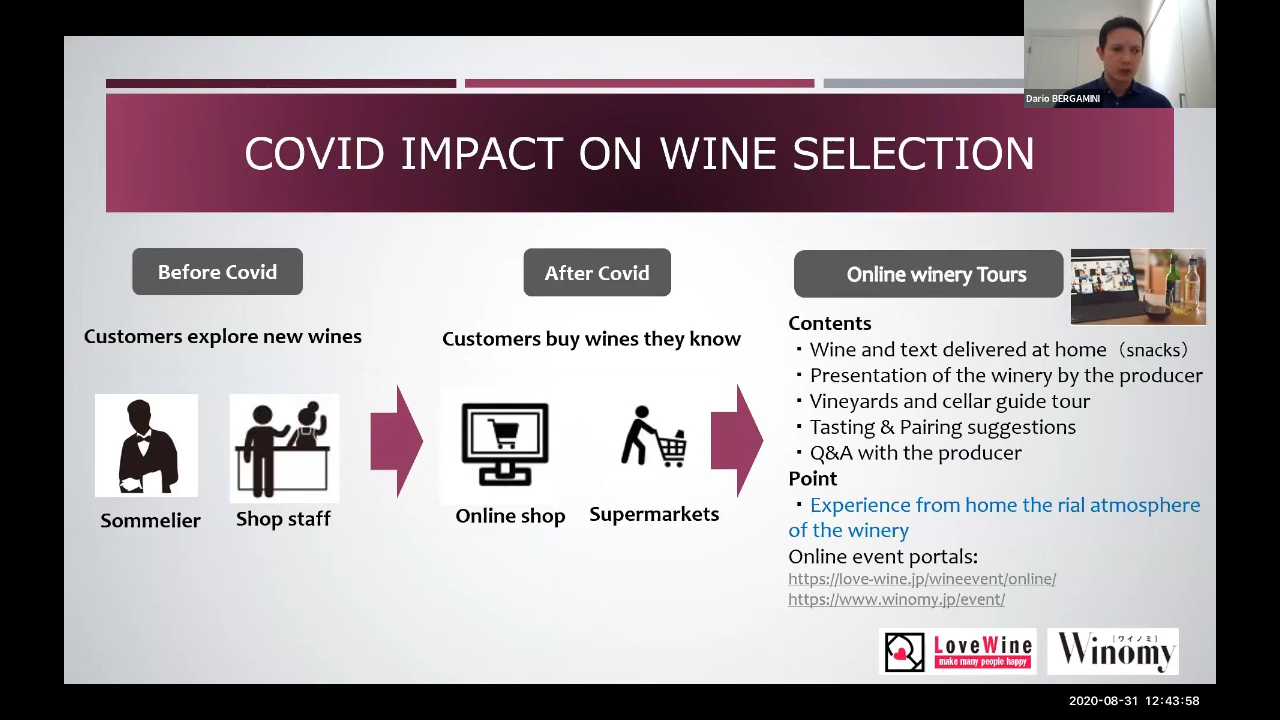 Dario BERGAMINI
COVID IMPACT ON WINE SELECTION
Before Covid
Customers explore new wines
Sommelier
Shop staff
After Covid
Customers buy wines they know
Online shop
Supermarkets
Online winery Tours
Contents
・Wine and text delivered at home（snacks）
・Presentation of the winery by the producer
・Vineyards and cellar guide tour
・Tasting & Pairing suggestions
・Q&A with the producer
Point
・Experience from home the rial atmosphere
of the winery
Online event portals:
https://love-wine.jp/wineevent/online/
https://www.winomy.jp/event/
LoveWine
make many people happy
[ワイノミ]
Winomy
2020-08-31 12:43:58